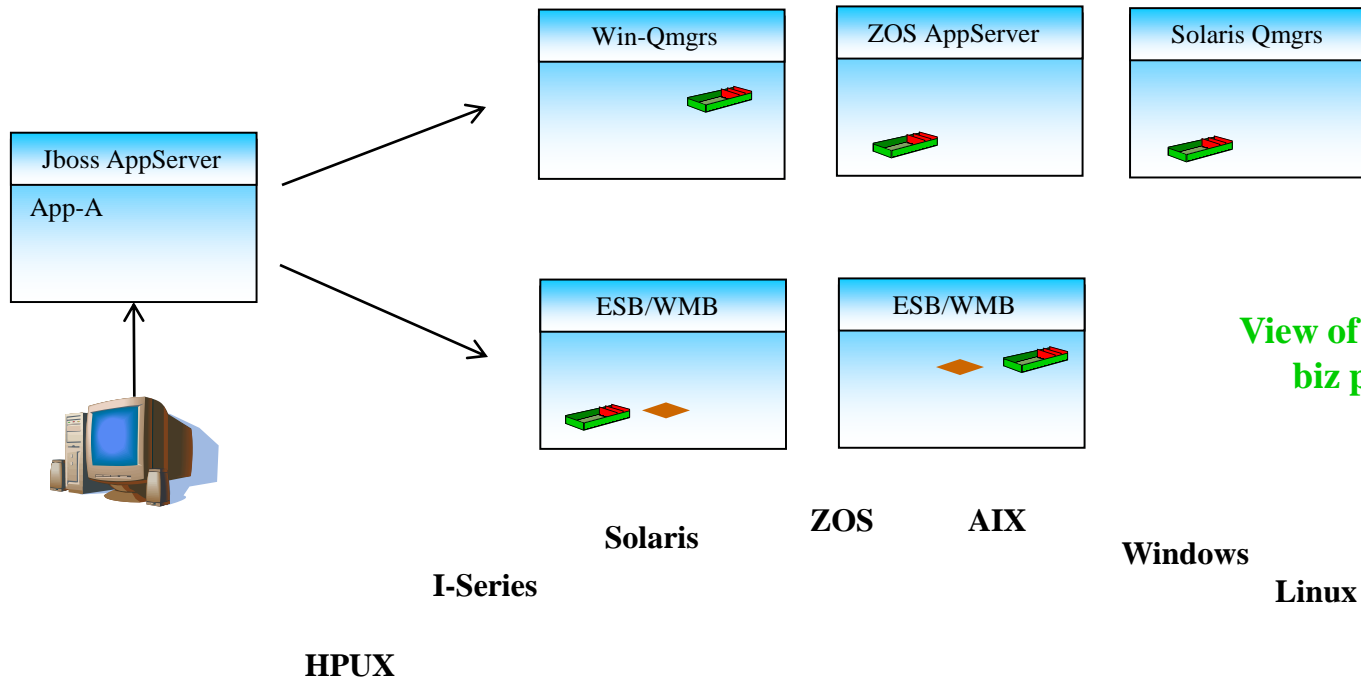 Win-Qmgrs
ZOS AppServer
Solaris Qmgrs
Jboss AppServer
App-A
ESB/WMB
ESB/WMB
View of
biz p
Solaris
ZOS
AIX
Windows
I-Series
Linux
HPUX